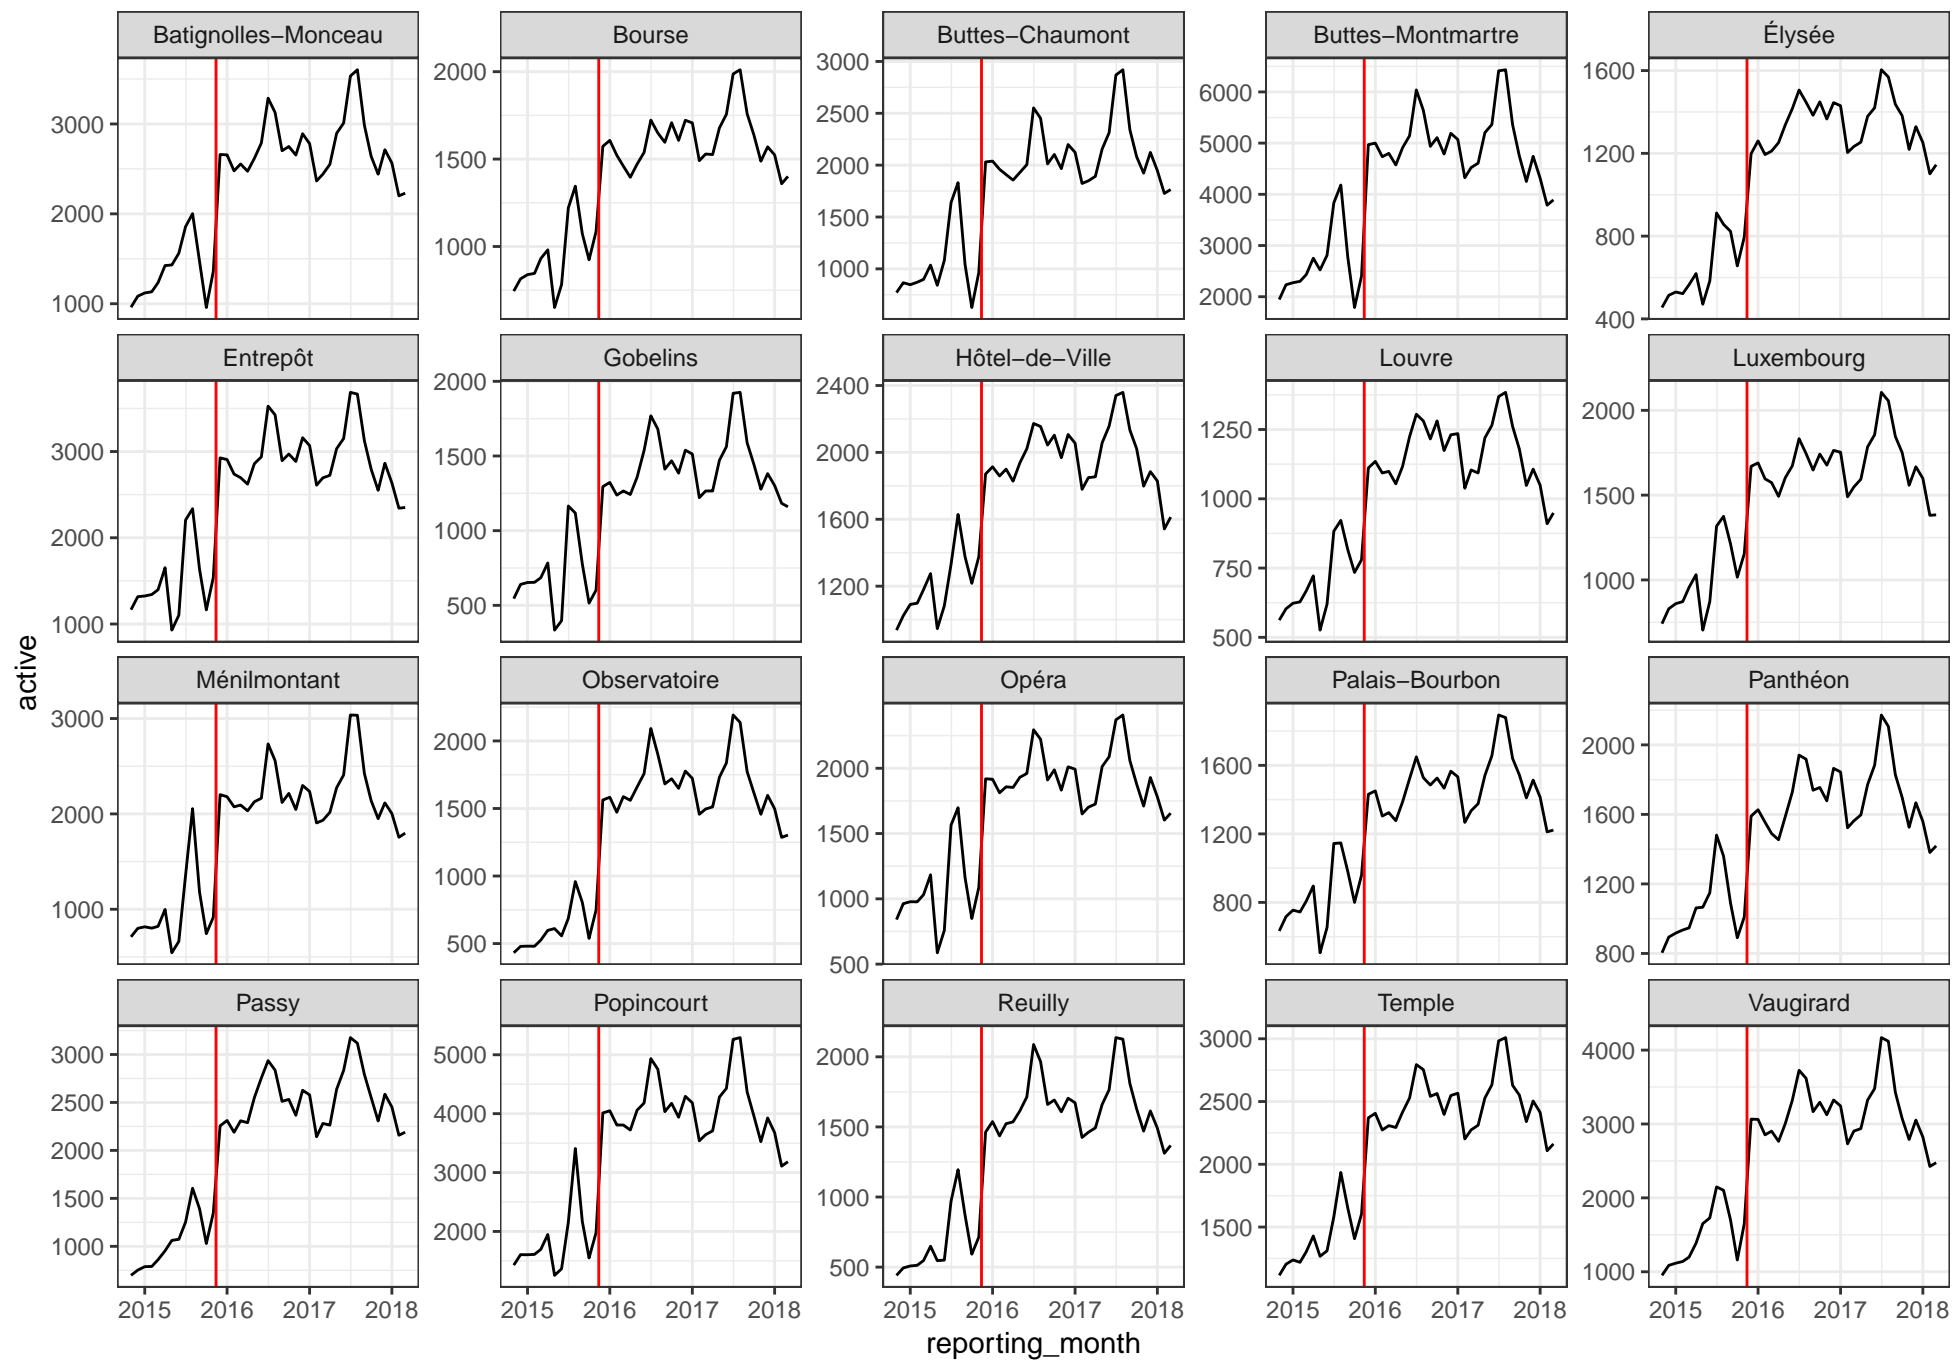 Batignolles−Monceau
Bourse
Buttes−Chaumont
Buttes−Montmartre
Élysée
3000
2000
1000
2000
1500
1000
3000
2500
2000
1500
1000
6000
5000
4000
3000
2000
1600
1200
800
400
Entrepôt
Gobelins
Hôtel−de−Ville
Louvre
Luxembourg
3000
2000
1000
2000
1500
1000
500
2400
2000
1600
1200
1250
1000
750
500
2000
1500
1000
active
Ménilmontant
Observatoire
Opéra
Palais−Bourbon
Panthéon
3000
2000
1000
2000
1500
1000
500
2000
1500
1000
500
1600
1200
800
2000
1600
1200
800
Passy
Popincourt
Reuilly
Temple
Vaugirard
3000
2500
2000
1500
1000
5000
4000
3000
2000
2000
1500
1000
500
3000
2500
2000
1500
4000
3000
2000
1000
2015 2016 2017 2018
2015 2016 2017 2018
2015 2016 2017 2018
2015 2016 2017 2018
2015 2016 2017 2018
reporting_month